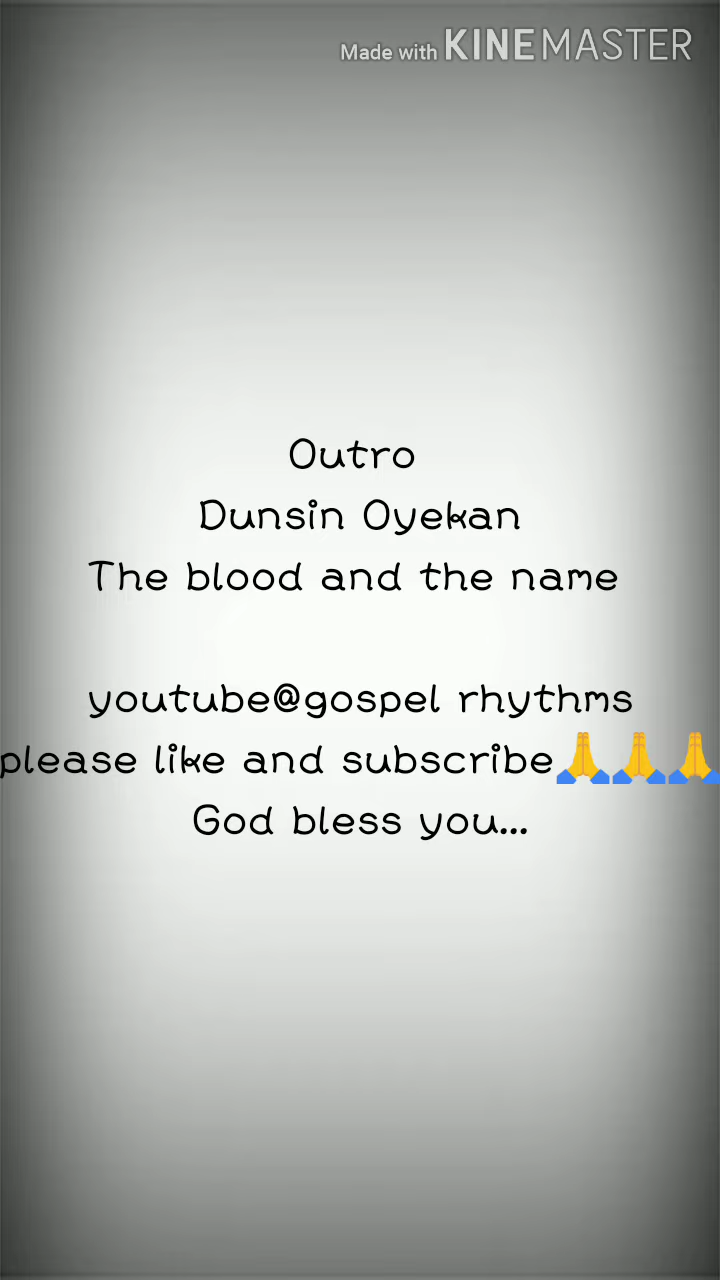 Made with KINEMASTER
Outro
Dunsin Oyekan
The blood and the name
youtube@gospel rhythms
please like and subscribe🙏🙏🙏
God bless you...